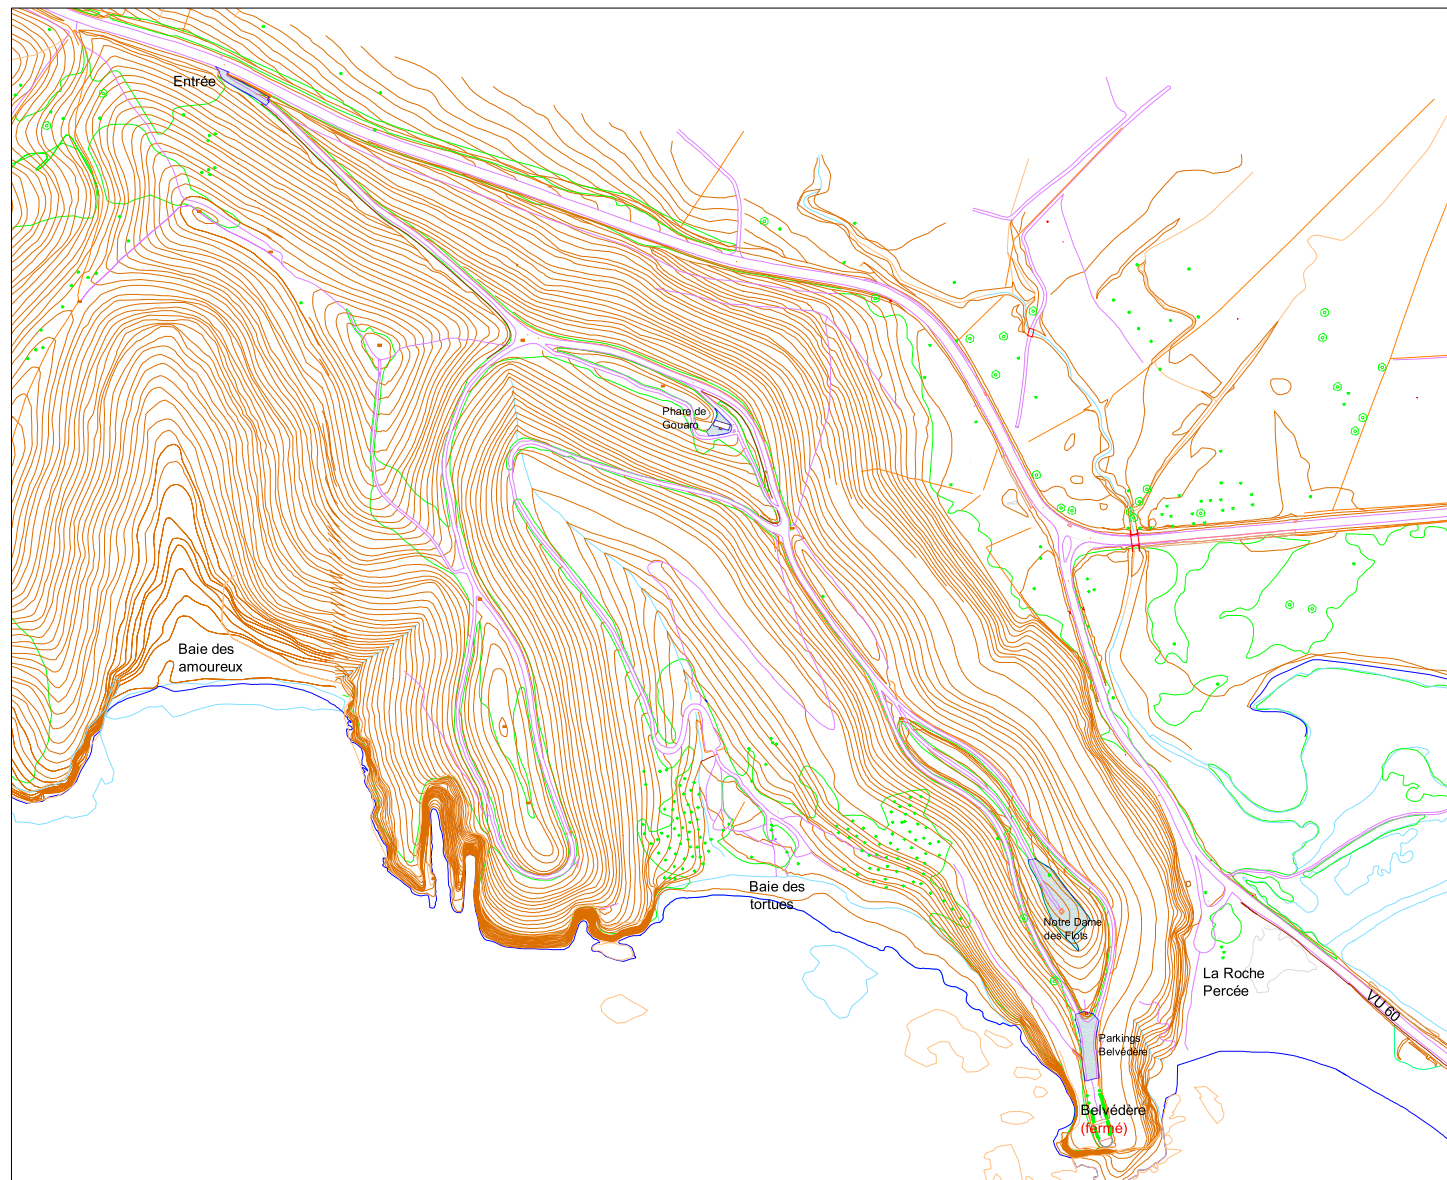 Entrée
Phare de
Gouaro
Baie des
amoureux
Baie des
tortues
Notre Dame
des Flots
La Roche
Percée
VU 60
Parkings
Belvédère
Belvédère
(fermé)